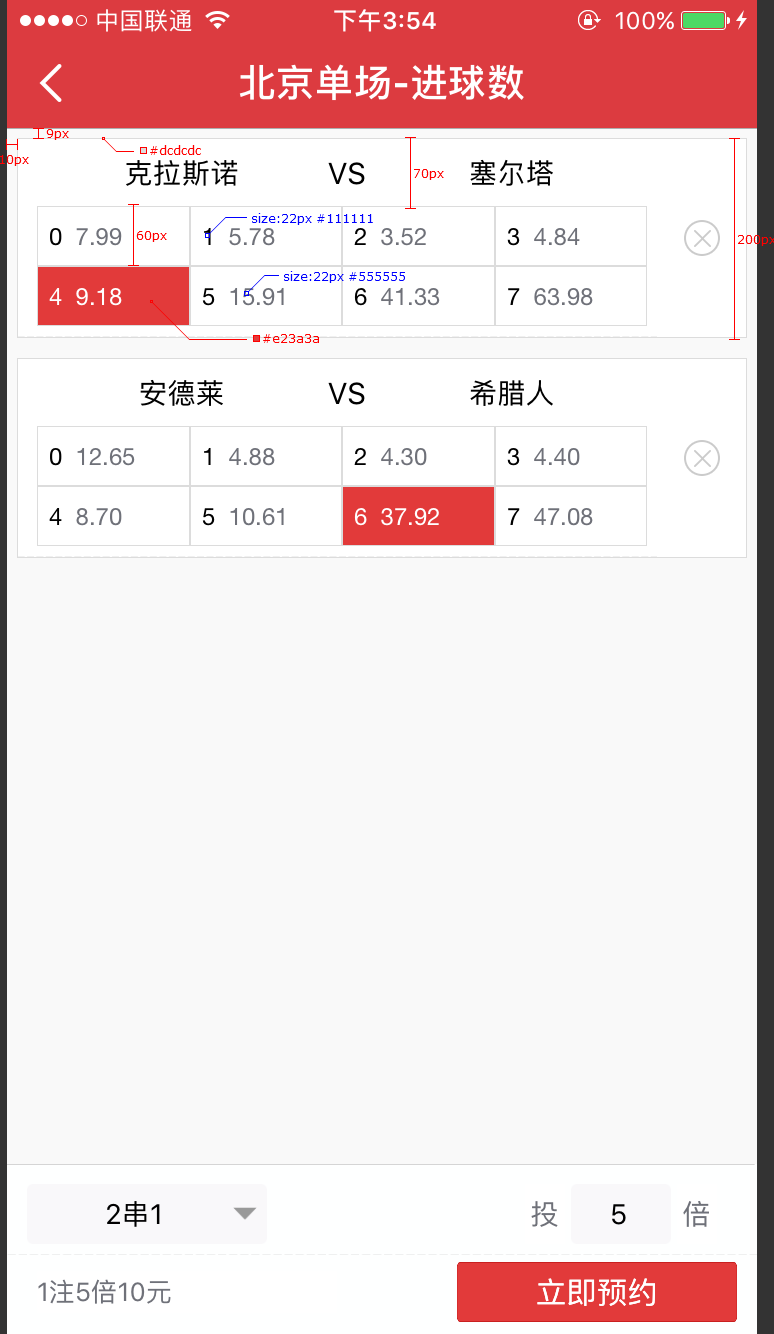 中国联通 下午3:54 100%
北京单场-进球数
9px
#dcdcdc
10px
克拉斯诺 VS 塞尔塔
70px
size:22px #111111
0 7.99 1 5.78 2 3.52 3 4.84
60px
200px
size:22px #555555
4 9.18 5 15.91 6 41.33 7 63.98
#e23a3a
安德莱 VS 希腊人
0 12.65 1 4.88 2 4.30 3 4.40
4 8.70 5 10.61 6 37.92 7 47.08
2串1 投 5 倍
1注5倍10元 立即预约